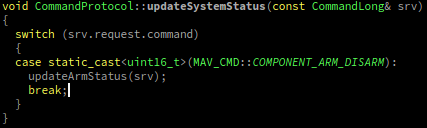 void CommandProtocol::updateSystemStatus(const CommandLong& srv)
{
  switch (srv.request.command)
  {
  case static_cast<uint16_t>(MAV_CMD::COMPONENT_ARM_DISARM):
    updateArmStatus(srv);
    break;
  }
}